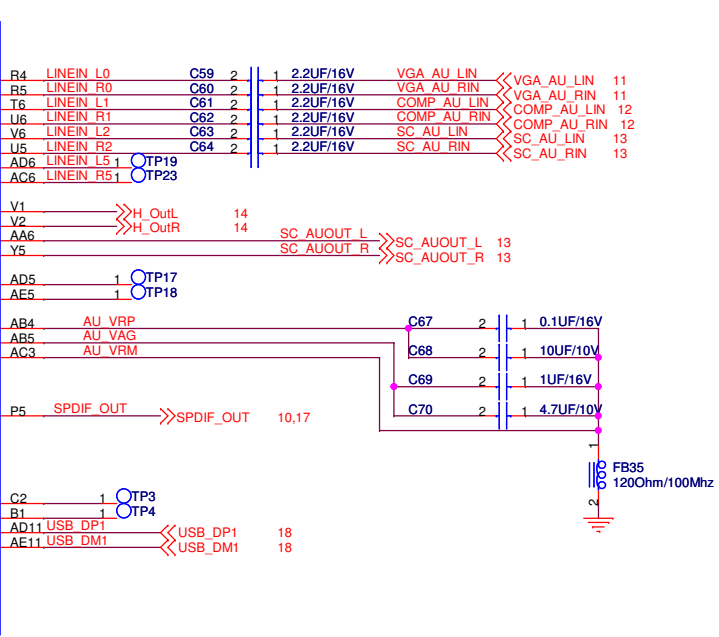 R4 LINEIN_L0 C59 2 1 2.2UF/16V VGA_AU_LIN VGA_AU_LIN 11
R5 LINEIN_R0 C60 2 1 2.2UF/16V VGA_AU_RIN VGA_AU_RIN 11
T6 LINEIN_L1 C61 2 1 2.2UF/16V COMP_AU_LIN COMP_AU_LIN 12
U6 LINEIN_R1 C62 2 1 2.2UF/16V COMP_AU_RIN COMP_AU_RIN 12
V6 LINEIN_L2 C63 2 1 2.2UF/16V SC_AU_LIN SC_AU_LIN 13
U5 LINEIN_R2 C64 2 1 2.2UF/16V SC_AU_RIN SC_AU_RIN 13
AD6 LINEIN_L5 1 TP19
AC6 LINEIN_R5 1 TP23
V1 H_OutL 14
V2 H_OutR 14
AA6 SC_AUOUT_L SC_AUOUT_L 13
Y5 SC_AUOUT_R SC_AUOUT_R 13
AD5 1 TP17
AE5 1 TP18
AB4 AU_VRP C67 2 1 0.1UF/16V
AB5 AU_VAG
AC3 AU_VRM C68 2 1 10UF/10V
C69 2 1 1UF/16V
P5 SPDIF_OUT SPDIF_OUT 10,17 C70 2 1 4.7UF/10V
1
FB35
120Ohm/100Mhz
2
C2 1 TP3
B1 1 TP4
AD11 USB_DP1 USB_DP1 18
AE11 USB_DM1 USB_DM1 18